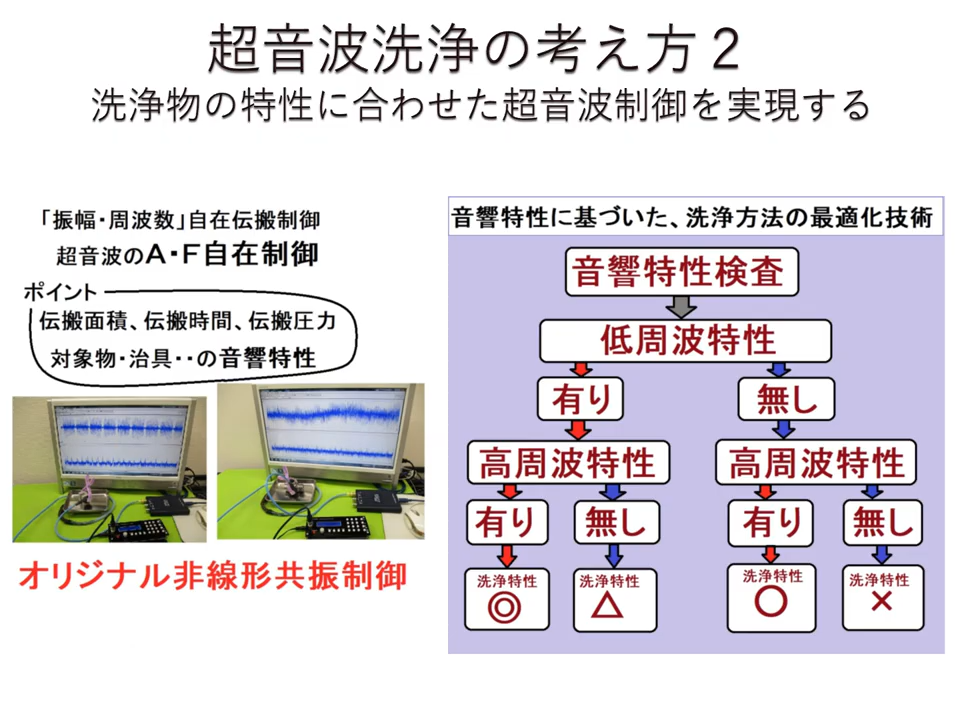 超音波洗浄の考え方２
洗浄物の特性に合わせた超音波制御を実現する
「振幅・周波数」自在伝搬制御
超音波のA・F自在制御
ポイント
伝搬面積、伝搬時間、伝搬圧力
対象物・治具・・の音響特性
オリジナル非線形共振制御
音響特性に基づいた、洗浄方法の最適化技術
音響特性検査
低周波特性
有り
無し
高周波特性
高周波特性
有り
無し
有り
無し
洗浄特性
◎
洗浄特性
△
洗浄特性
○
洗浄特性
×